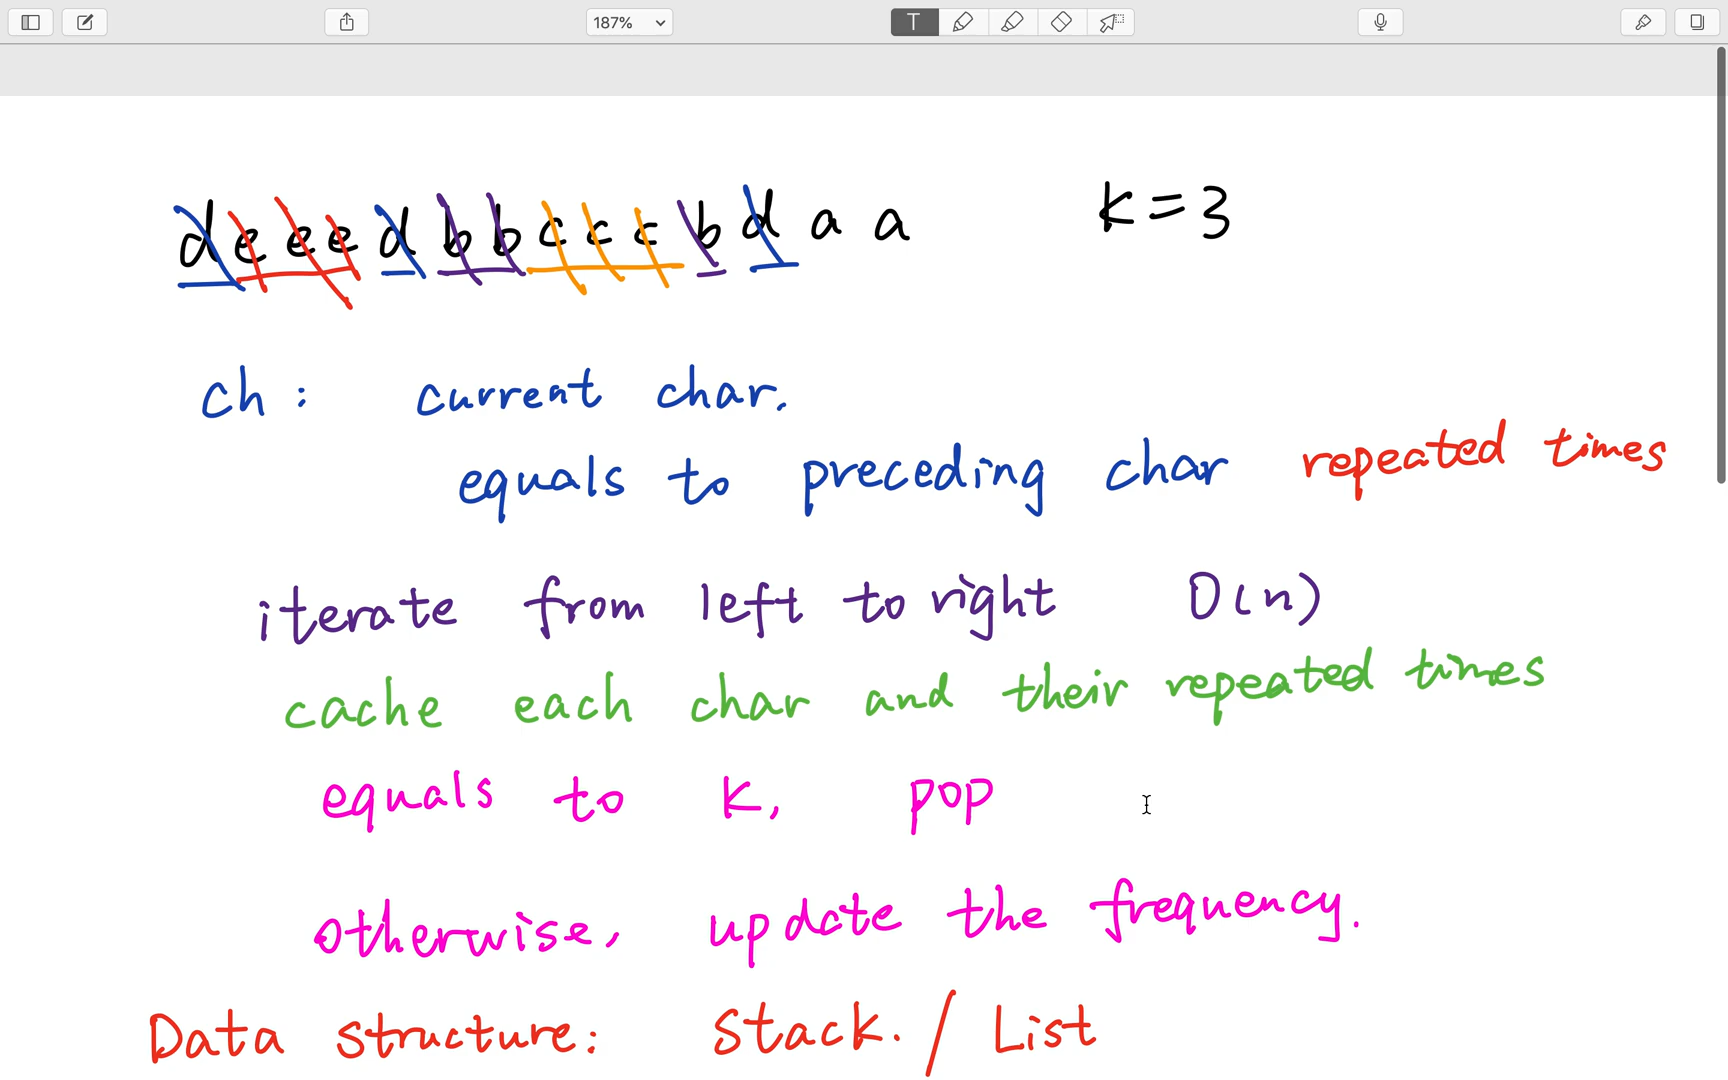 187%
T
deeedbbcccbdaa k=3
ch: current char.
equals to preceding char repeated times
iterate from left to right O(n)
cache each char and their repeated times
equals to k, pop
otherwise, update the frequency.
Data structure: Stack. / List